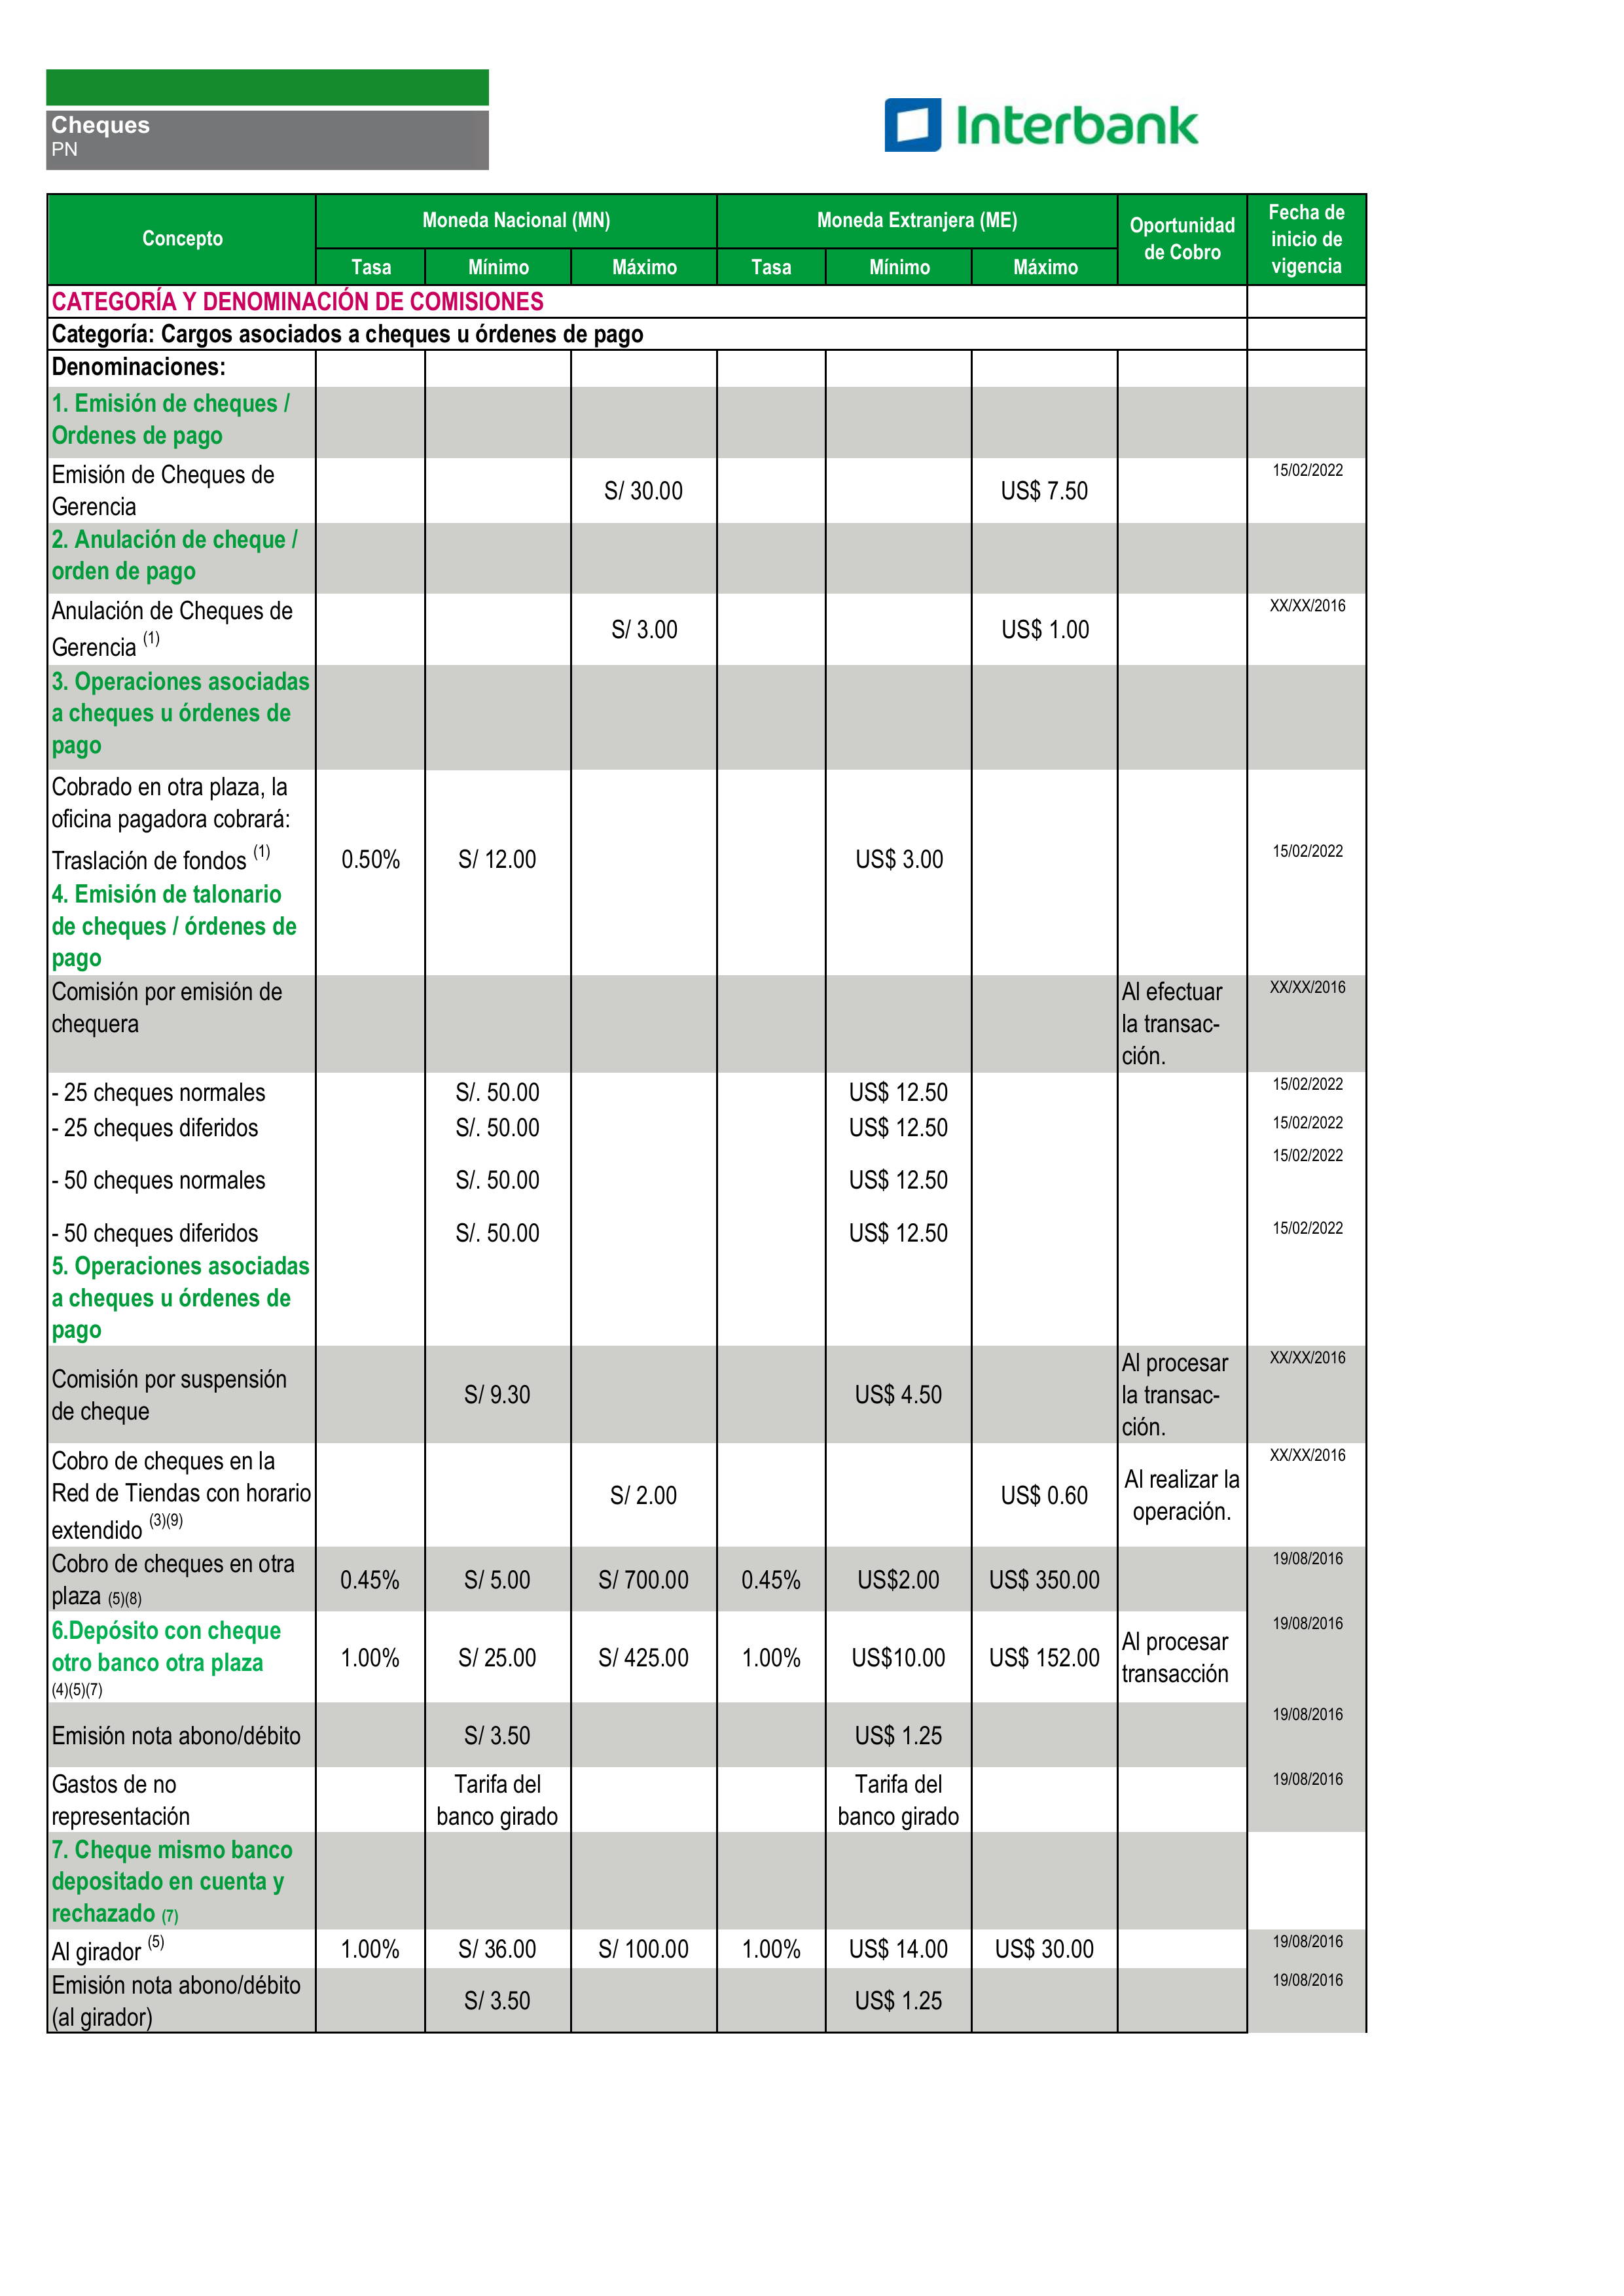 Cheques
PN
Interbank
Concepto
Moneda Nacional (MN)
Moneda Extranjera (ME)
Oportunidad
de Cobro
Fecha de
inicio de
vigencia
Tasa Mínimo Máximo Tasa Mínimo Máximo
CATEGORÍA Y DENOMINACIÓN DE COMISIONES
Categoría: Cargos asociados a cheques u órdenes de pago
Denominaciones:
1. Emisión de cheques /
Ordenes de pago
Emisión de Cheques de
Gerencia
S/ 30.00 US$ 7.50 15/02/2022
2. Anulación de cheque /
orden de pago
Anulación de Cheques de
Gerencia (1)
S/ 3.00 US$ 1.00 XX/XX/2016
3. Operaciones asociadas
a cheques u órdenes de
pago
Cobrado en otra plaza, la
oficina pagadora cobrará:
Traslación de fondos (1) 0.50% S/ 12.00 US$ 3.00 15/02/2022
4. Emisión de talonario
de cheques / órdenes de
pago
Comisión por emisión de
chequera
Al efectuar
la transac-
ción.
XX/XX/2016
- 25 cheques normales S/. 50.00 US$ 12.50 15/02/2022
- 25 cheques diferidos S/. 50.00 US$ 12.50 15/02/2022
- 50 cheques normales S/. 50.00 US$ 12.50 15/02/2022
- 50 cheques diferidos S/. 50.00 US$ 12.50 15/02/2022
5. Operaciones asociadas
a cheques u órdenes de
pago
Comisión por suspensión
de cheque
S/ 9.30 US$ 4.50
Al procesar
la transac-
ción.
XX/XX/2016
Cobro de cheques en la
Red de Tiendas con horario
extendido (3)(9)
S/ 2.00 US$ 0.60
Al realizar la
operación.
XX/XX/2016
Cobro de cheques en otra
plaza (5)(8)
0.45% S/ 5.00 S/ 700.00 0.45% US$2.00 US$ 350.00 19/08/2016
6.Depósito con cheque
otro banco otra plaza
(4)(5)(7)
1.00% S/ 25.00 S/ 425.00 1.00% US$10.00 US$ 152.00
Al procesar
transacción
19/08/2016
Emisión nota abono/débito S/ 3.50 US$ 1.25 19/08/2016
Gastos de no
representación
Tarifa del
banco girado
Tarifa del
banco girado
19/08/2016
7. Cheque mismo banco
depositado en cuenta y
rechazado (7)
Al girador (5) 1.00% S/ 36.00 S/ 100.00 1.00% US$ 14.00 US$ 30.00 19/08/2016
Emisión nota abono/débito
(al girador)
S/ 3.50 US$ 1.25 19/08/2016